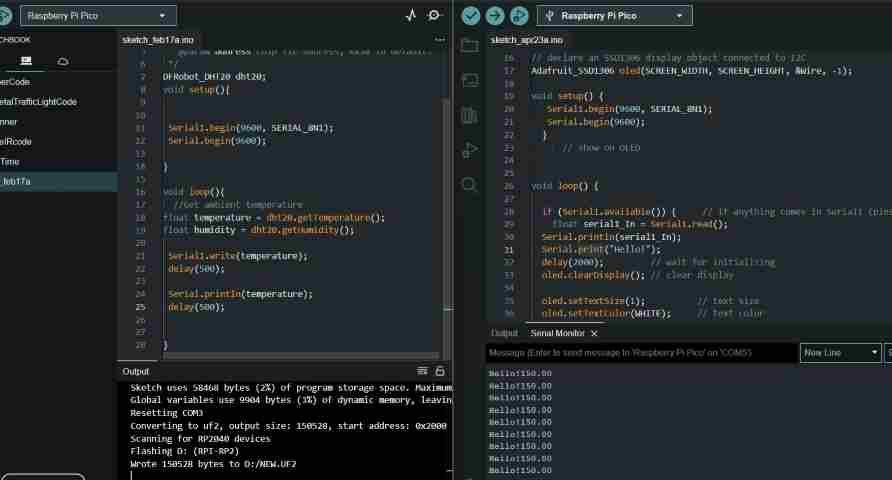 Raspberry Pi Pico
CHBOOK
erCode
etalTrafficLightCode
nner
elRcode
Time
_feb17a
sketch_feb17a.ino
5
6 */
7 DFRobot_DHT20 dht20;
8 void setup(){
9
10
11 Serial1.begin(9600, SERIAL_8N1);
12 Serial.begin(9600);
13
14 }
15
16 void loop(){
17 //Get ambient temperature
18 float temperature = dht20.getTemperature();
19 float humidity = dht20.getHumidity();
20
21 Serial1.write(temperature);
22 delay(500);
23
24 Serial.println(temperature);
25 delay(500);
26
27
28 }
Output
Sketch uses 58468 bytes (2%) of program storage space. Maximum
Global variables use 9904 bytes (3%) of dynamic memory, leavin
Resetting COM3
Converting to uf2, output size: 150528, start address: 0x2000
Scanning for RP2040 devices
Flashing D: (RPI-RP2)
Wrote 150528 bytes to D:/NEW.UF2
Raspberry Pi Pico
sketch_apr23a.ino
16 // declare an SSD1306 display object connected to I2C
17 Adafruit_SSD1306 oled(SCREEN_WIDTH, SCREEN_HEIGHT, &Wire, -1);
18
19 void setup() {
20 Serial1.begin(9600, SERIAL_8N1);
21 Serial.begin(9600);
22 }
23 // show on OLED
24
25
26 void loop() {
27
28 if (Serial1.available()) { // if anything comes in Serial1 (pins
29 float serial1_In = Serial1.read();
30 Serial.println(serial1_In);
31 Serial.print("Hello!");
32 delay(2000); // wait for initializing
33 oled.clearDisplay(); // clear display
34
35 oled.setTextSize(1); // text size
36 oled.setTextColor(WHITE); // text color
Output Serial Monitor
Message (Enter to send message to 'Raspberry Pi Pico' on 'COM5')
New Line
Hello!150.00
Hello!150.00
Hello!150.00
Hello!150.00
Hello!150.00
Hello!150.00
Hello!150.00
Hello!150.00
Hello!150.00